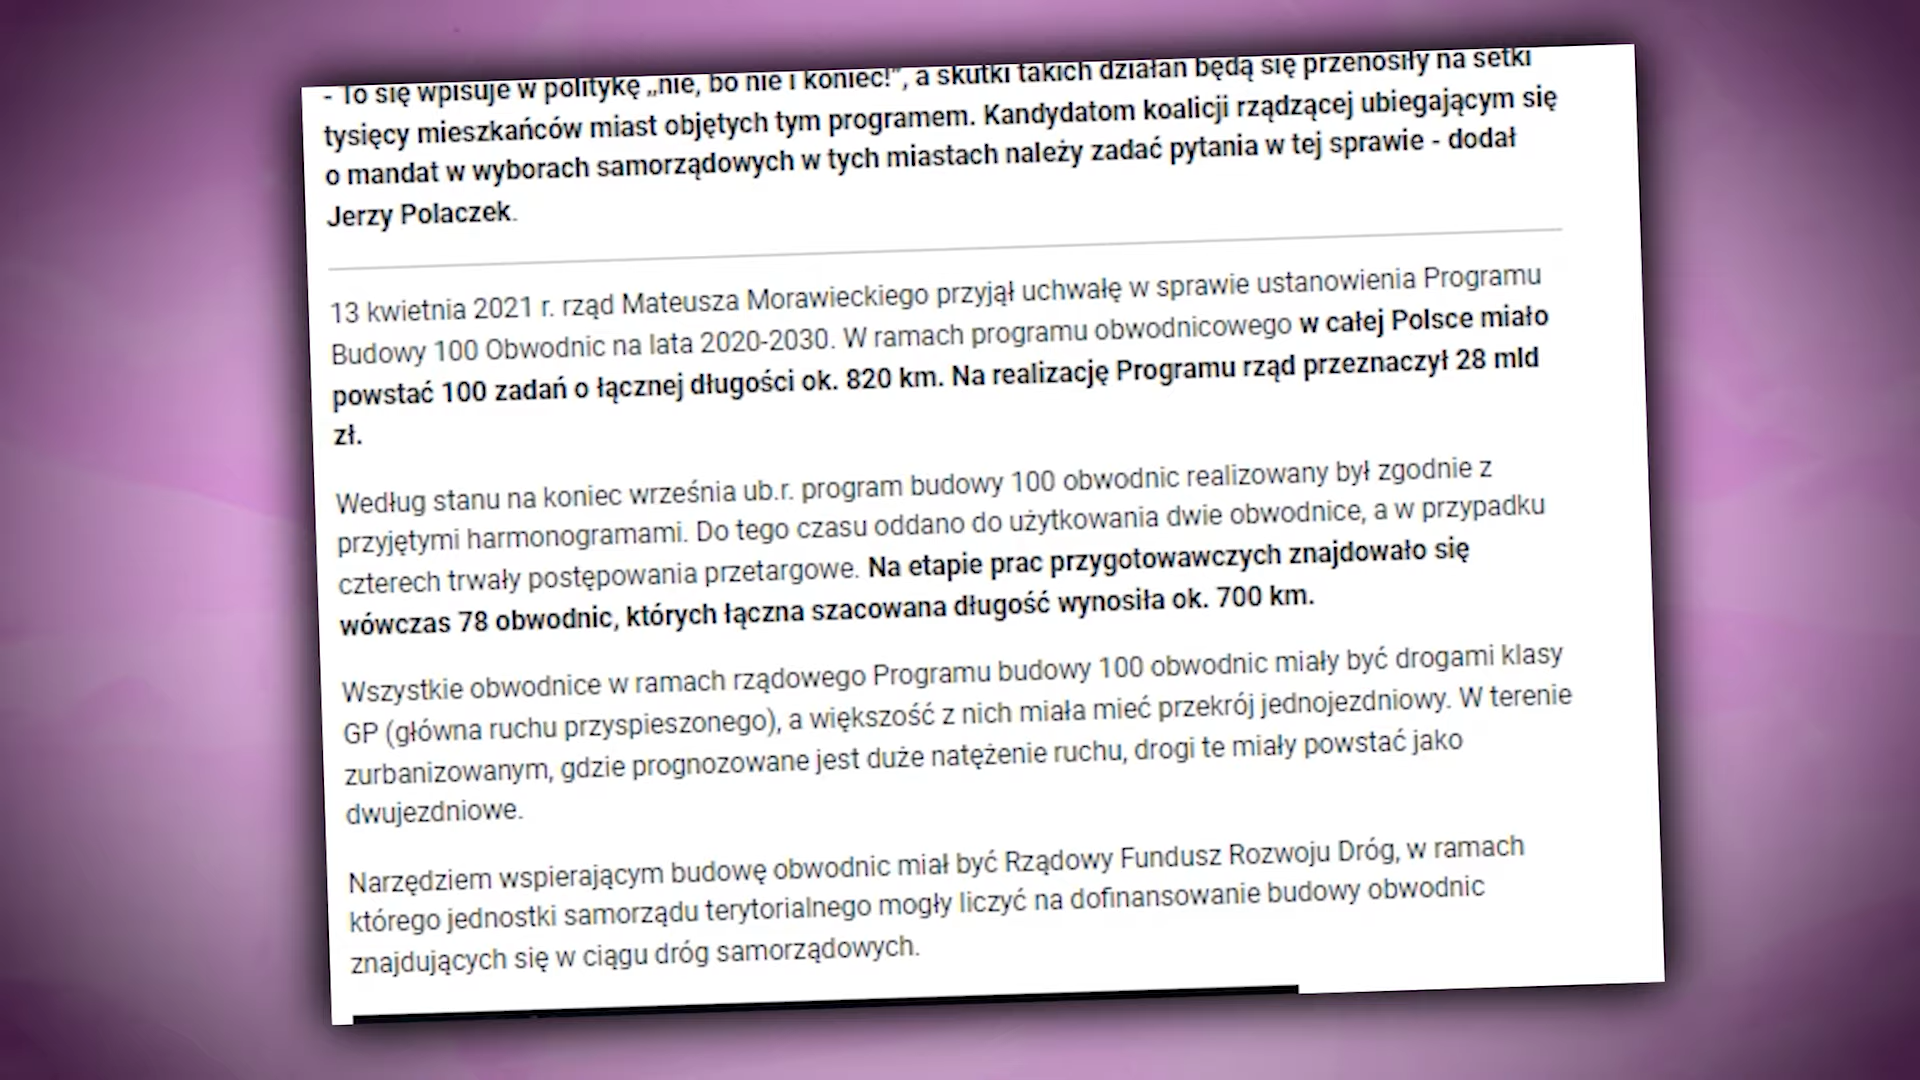 - To się wpisuje w politykę „nie, bo nie i koniec!”, a skutki takich działań będą się przenosiły na setki
tysięcy mieszkańców miast objętych tym programem. Kandydatom koalicji rządzącej ubiegającym się
o mandat w wyborach samorządowych w tych miastach należy zadać pytania w tej sprawie - dodał
Jerzy Polaczek.
13 kwietnia 2021 r. rząd Mateusza Morawieckiego przyjął uchwałę w sprawie ustanowienia Programu
Budowy 100 Obwodnic na lata 2020-2030. W ramach programu obwodnicowego w całej Polsce miało
powstać 100 zadań o łącznej długości ok. 820 km. Na realizację Programu rząd przeznaczył 28 mld
zł.
Według stanu na koniec września ub.r. program budowy 100 obwodnic realizowany był zgodnie z
przyjętymi harmonogramami. Do tego czasu oddano do użytkowania dwie obwodnice, a w przypadku
czterech trwały postępowania przetargowe. Na etapie prac przygotowawczych znajdowało się
wówczas 78 obwodnic, których łączna szacowana długość wynosiła ok. 700 km.
Wszystkie obwodnice w ramach rządowego Programu budowy 100 obwodnic miały być drogami klasy
GP (główna ruchu przyspieszonego), a większość z nich miała mieć przekrój jednojezdniowy. W terenie
zurbanizowanym, gdzie prognozowane jest duże natężenie ruchu, drogi te miały powstać jako
dwujezdniowe.
Narzędziem wspierającym budowę obwodnic miał być Rządowy Fundusz Rozwoju Dróg, w ramach
którego jednostki samorządu terytorialnego mogły liczyć na dofinansowanie budowy obwodnic
znajdujących się w ciągu dróg samorządowych.